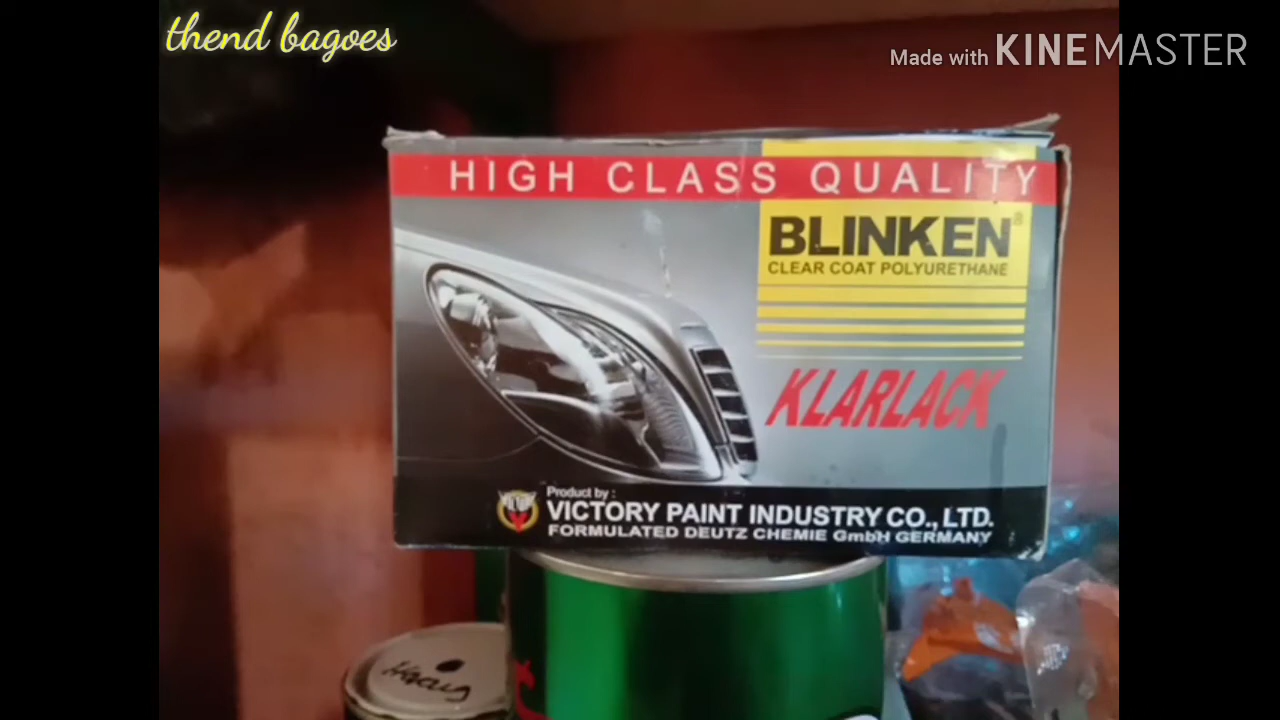 thend bagoes
Made with KINEMASTER
HIGH CLASS QUALITY
BLINKEN®
CLEAR COAT POLYURETHANE
KLARLACK
Product by :
VICTORY PAINT INDUSTRY CO., LTD.
FORMULATED DEUTZ CHEMIE GmbH GERMANY